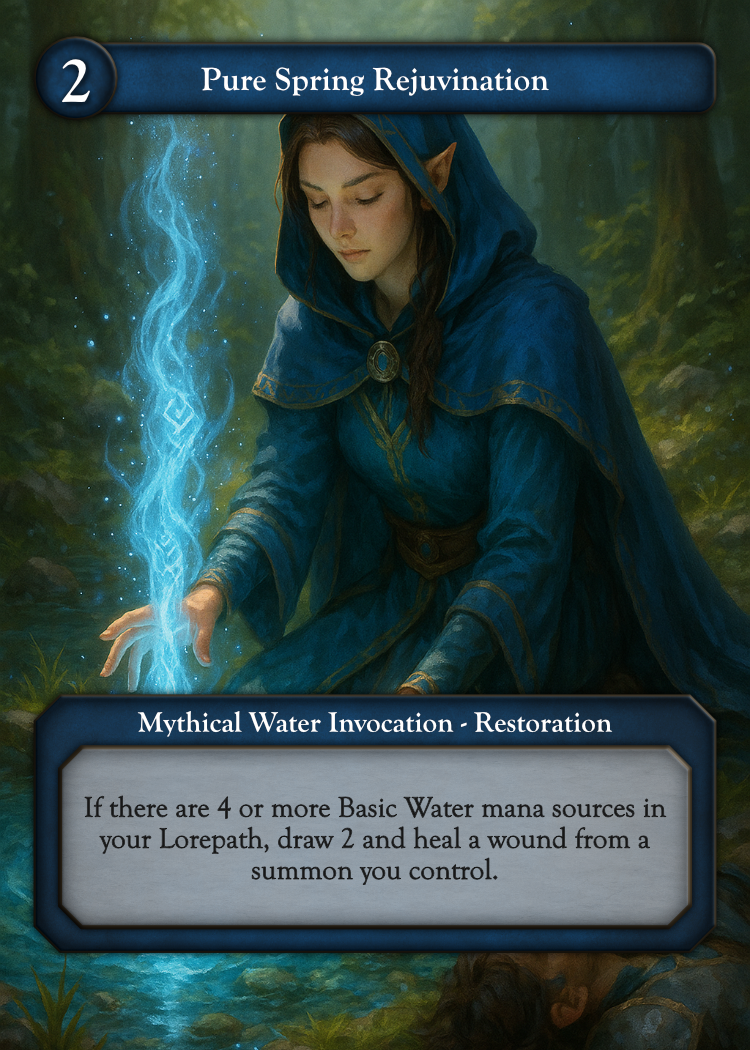 2
Pure Spring Rejuvination
Mythical Water Invocation - Restoration
If there are 4 or more Basic Water mana sources in
your Lorepath, draw 2 and heal a wound from a
summon you control.